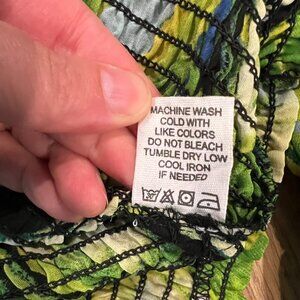 MACHINE WASH
COLD WITH
LIKE COLORS
DO NOT BLEACH
TUMBLE DRY LOW
COOL IRON
IF NEEDED